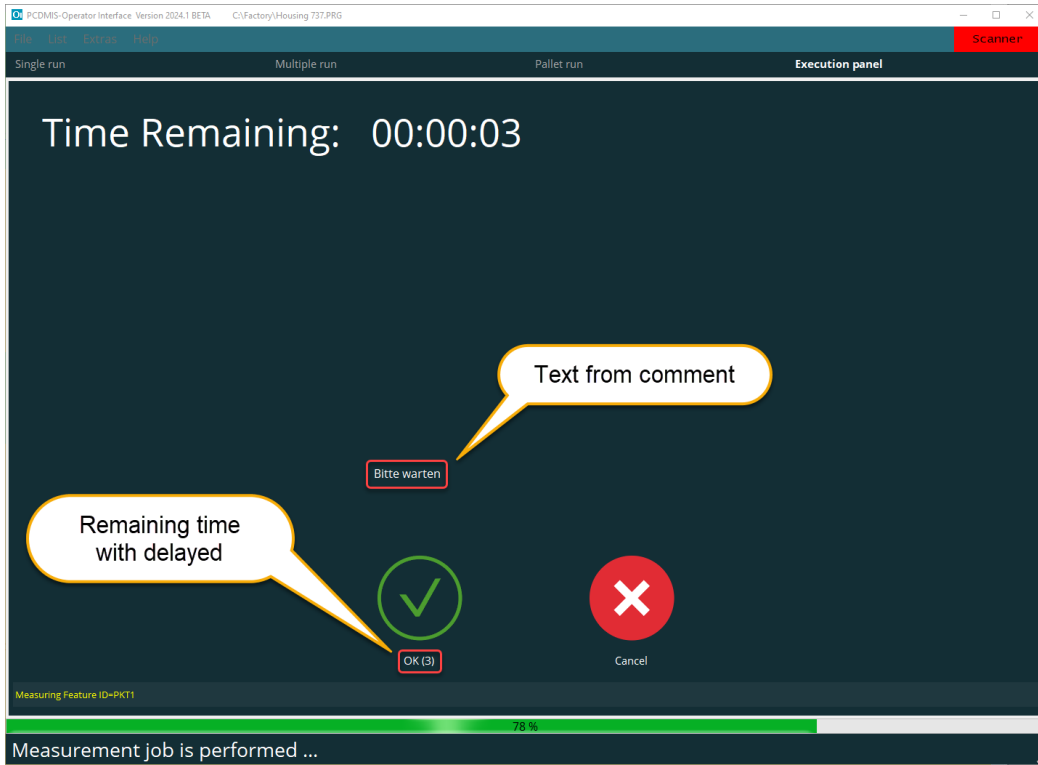 PCDMIS-Operator Interface Version 2024.1 BETA C:\Factory\Housing 737.PRG
File List Extras Help Scanner
Single run Multiple run Pallet run Execution panel
Time Remaining: 00:00:03
Text from comment
Bitte warten
Remaining time
with delayed
OK (3) Cancel
Measuring Feature ID=PKT1
78 %
Measurement job is performed ...